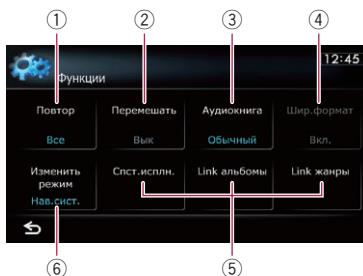 ① ② ③ ④
12:45
Функции
Повтор Перемешать Аудиокнига Шир.формат
Все Вык Обычный Вкл.
Изменить режим Спст.исплн. Link альбомы Link жанры
Нав.сист.
⑥ ⑤